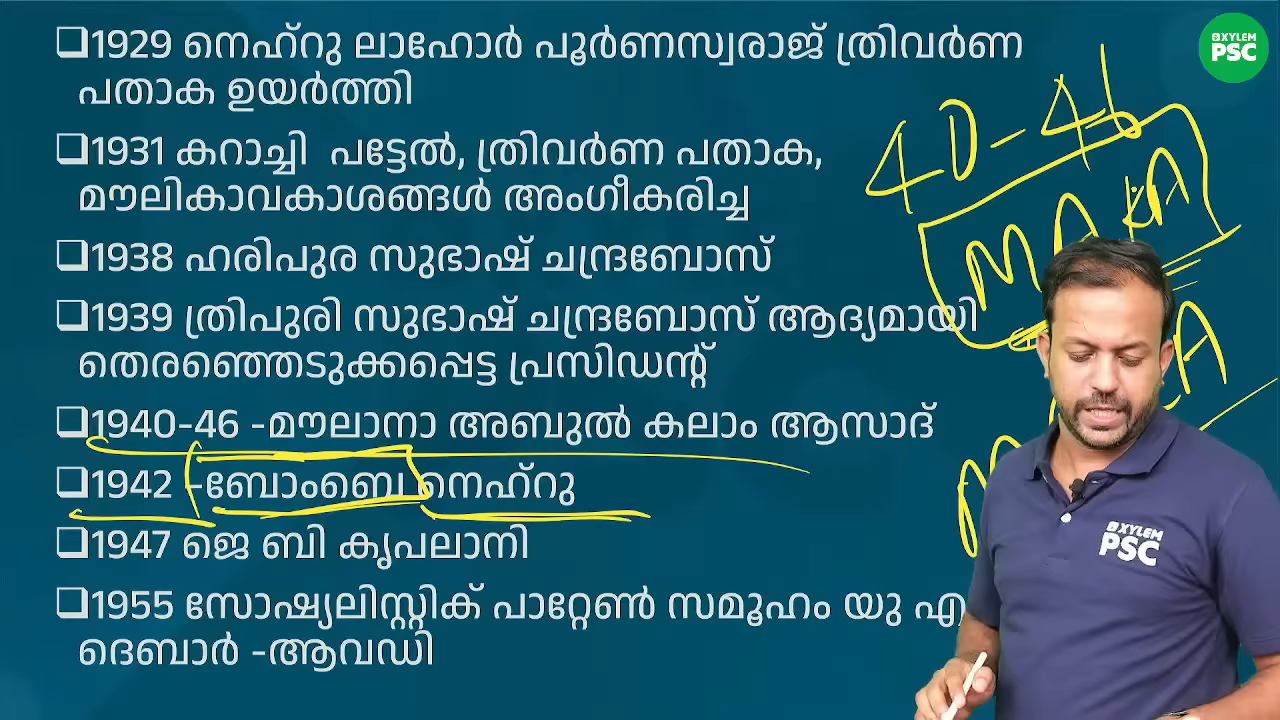 XYLEM
PSC
❑1929 നെഹ്റു ലാഹോർ പൂർണസ്വരാജ് ത്രിവർണ
പതാക ഉയർത്തി
❑1931 കറാച്ചി പട്ടേൽ, ത്രിവർണ പതാക,
മൗലികാവകാശങ്ങൾ അംഗീകരിച്ച
❑1938 ഹരിപുര സുഭാഷ് ചന്ദ്രബോസ്
❑1939 ത്രിപുരി സുഭാഷ് ചന്ദ്രബോസ് ആദ്യമായി
തെരഞ്ഞെടുക്കപ്പെട്ട പ്രസിഡന്റ്
❑1940-46 -മൗലാനാ അബുൽ കലാം ആസാദ്
❑1942 -ബോംബെ നെഹ്റു
❑1947 ജെ ബി കൃപലാനി
❑1955 സോഷ്യലിസ്റ്റിക് പാറ്റേൺ സമൂഹം യു എ
ദെബാർ -ആവഡി
40-46
XYLEM
PSC